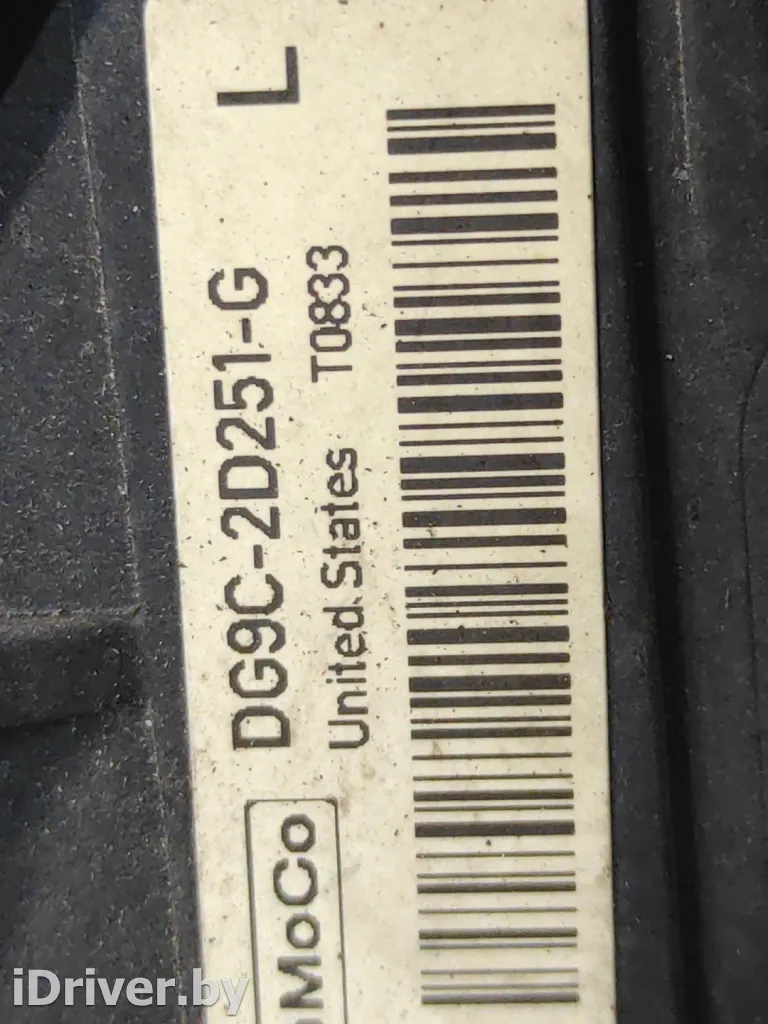 MoCo DG9C-2D251-G L
United States T0833
iDriver.by